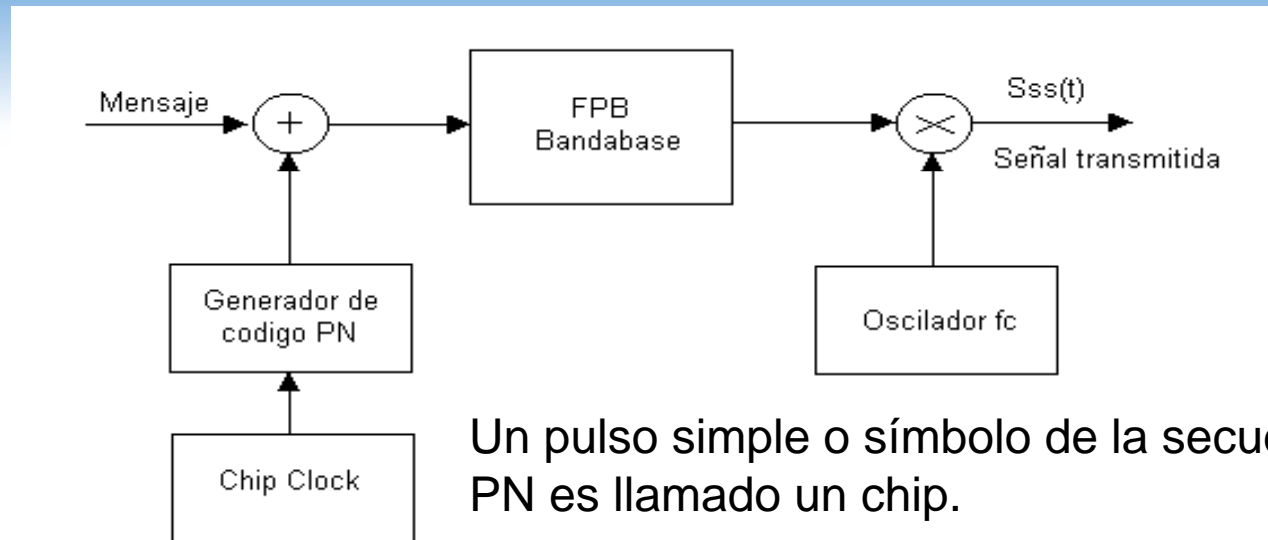 Mensaje
+
FPB
Bandabase
Sss(t)
Señal transmitida
Generador de
codigo PN
Oscilador fc
Chip Clock
Un pulso simple o símbolo de la
PN es llamado un chip.